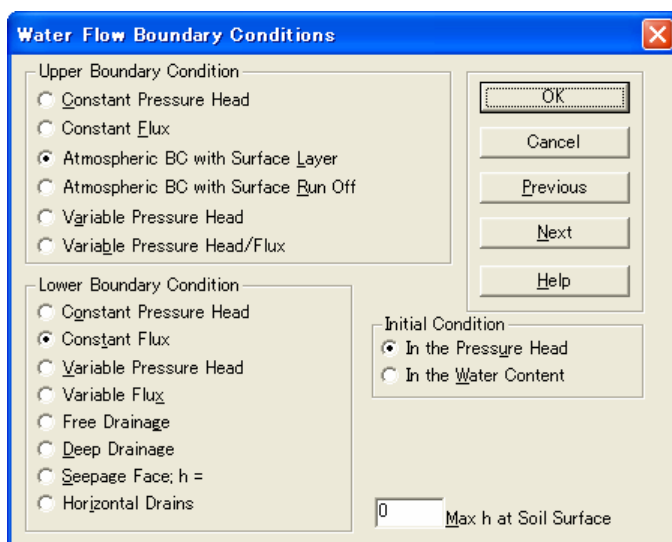 Water Flow Boundary Conditions
Upper Boundary Condition
Constant Pressure Head
Constant Flux
Atmospheric BC with Surface Layer
Atmospheric BC with Surface Run Off
Variable Pressure Head
Variable Pressure Head/Flux
Lower Boundary Condition
Constant Pressure Head
Constant Flux
Variable Pressure Head
Variable Flux
Free Drainage
Deep Drainage
Seepage Face; h =
Horizontal Drains
OK
Cancel
Previous
Next
Help
Initial Condition
In the Pressure Head
In the Water Content
0 Max h at Soil Surface